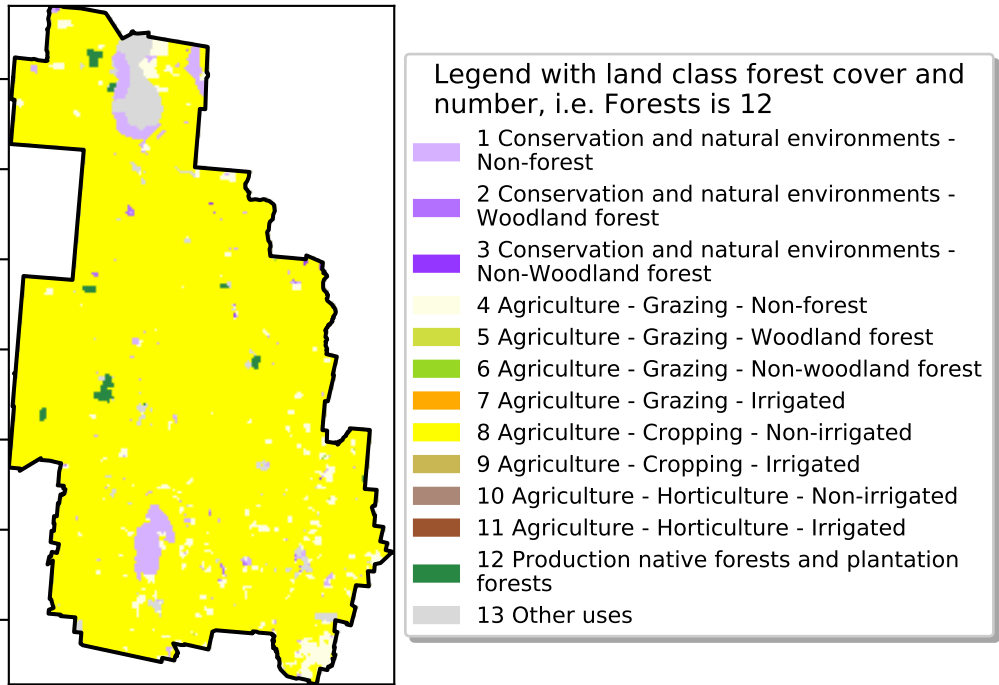 Legend with land class forest cover and
number, i.e. Forests is 12
1 Conservation and natural environments -
Non-forest
2 Conservation and natural environments -
Woodland forest
3 Conservation and natural environments -
Non-Woodland forest
4 Agriculture - Grazing - Non-forest
5 Agriculture - Grazing - Woodland forest
6 Agriculture - Grazing - Non-woodland forest
7 Agriculture - Grazing - Irrigated
8 Agriculture - Cropping - Non-irrigated
9 Agriculture - Cropping - Irrigated
10 Agriculture - Horticulture - Non-irrigated
11 Agriculture - Horticulture - Irrigated
12 Production native forests and plantation
forests
13 Other uses